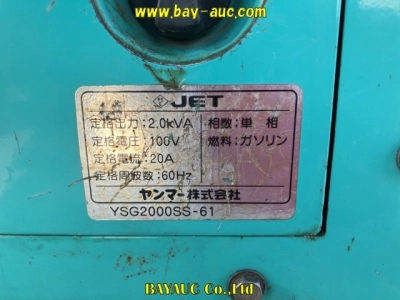 www.bay-auc.com
JET
定格出力:2.0kVA 相数:単相
定格電圧:100V 燃料:ガソリン
定格電流:20A
定格周波数:60Hz
ヤンマー株式会社
YSG2000SS-61
BAYAUC Co.,Ltd